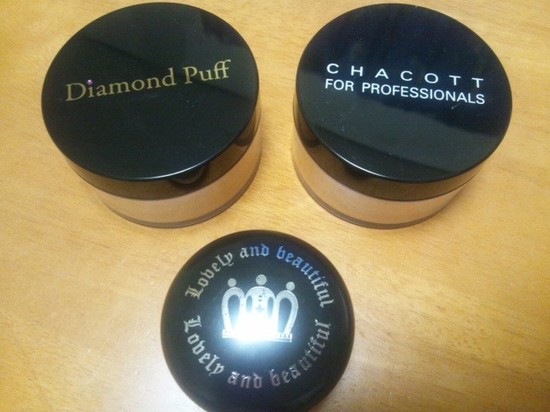 Diamond Puff
CHACOTT
FOR PROFESSIONALS
Lovely and beautiful
Lovely and beautiful